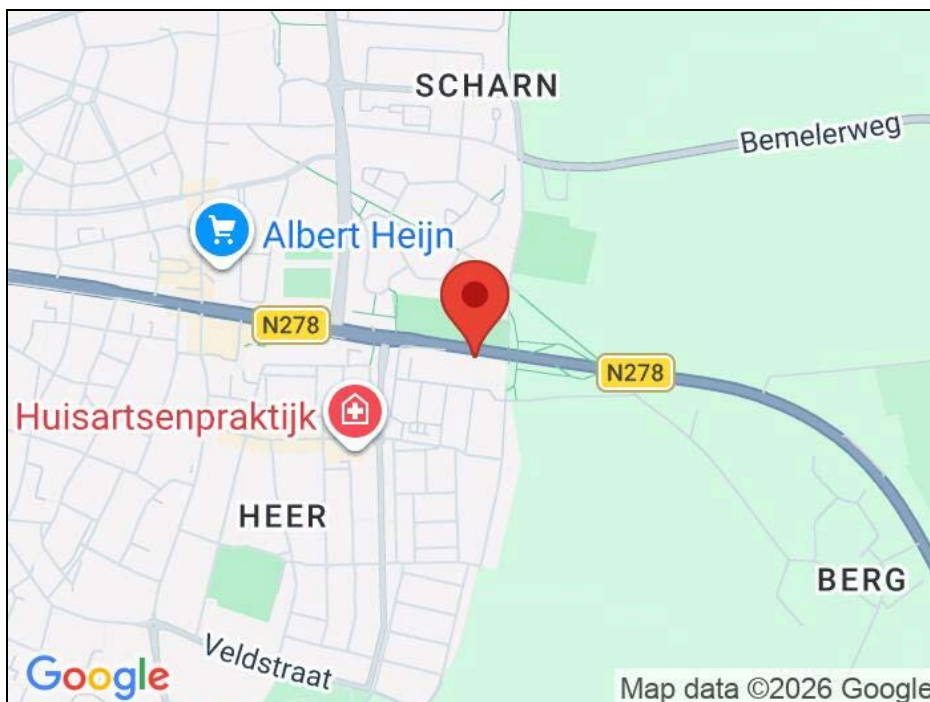 SCHARN
Bemelerweg
Albert Heijn
N278
N278
Huisartsenpraktijk
HEER
BERG
Veldstraat
Google
Map data ©2026 Google